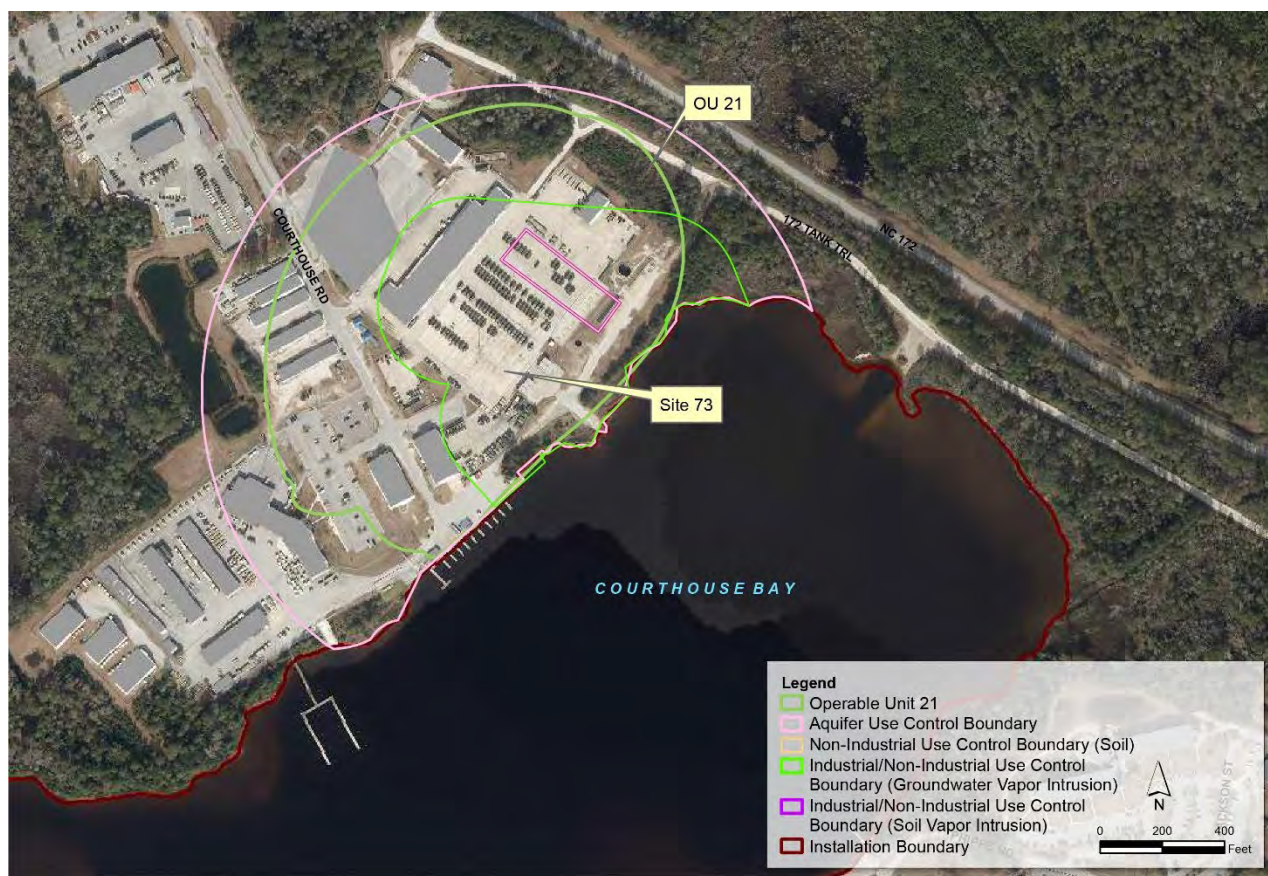 OU 21
COURTHOUSE RD
172 TANK TRL
NC 172
Site 73
COURTHOUSE BAY
Legend
Operable Unit 21
Aquifer Use Control Boundary
Non-Industrial Use Control Boundary (Soil)
Industrial/Non-Industrial Use Control
Boundary (Groundwater Vapor Intrusion)
Industrial/Non-Industrial Use Control
Boundary (Soil Vapor Intrusion)
Installation Boundary
N
0 200 400
Feet